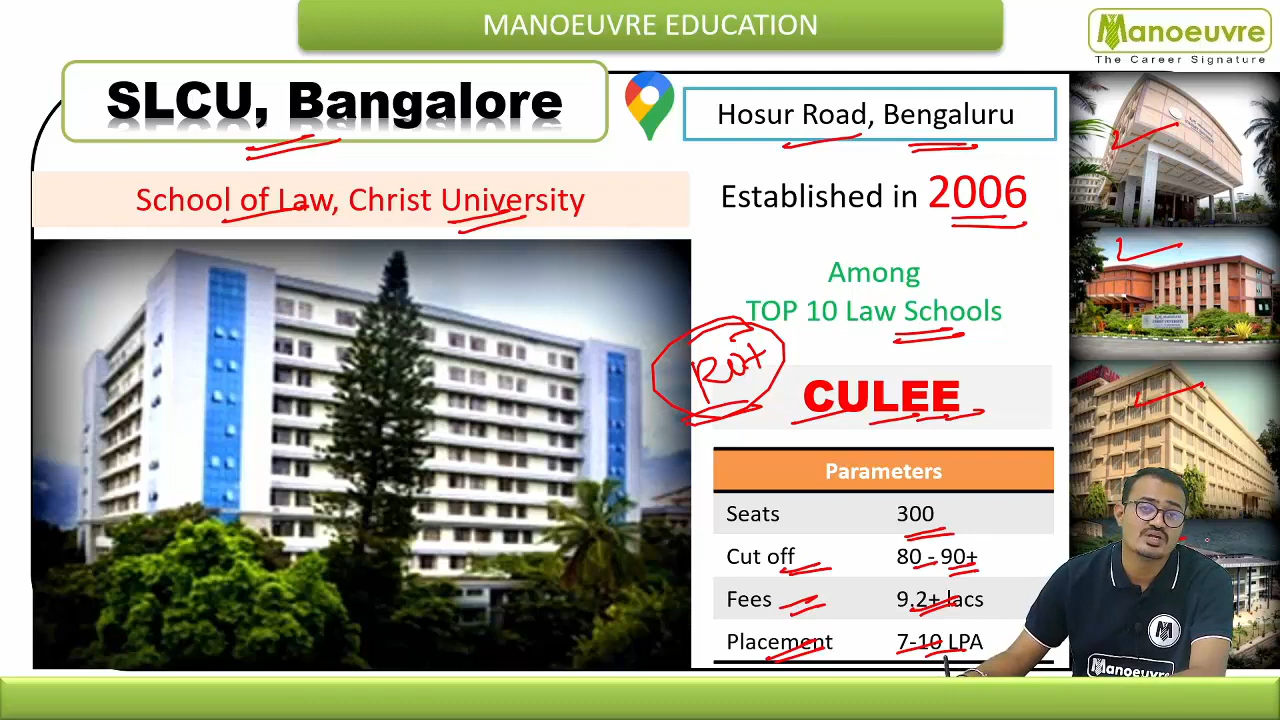 MANOEUVRE EDUCATION
Manoeuvre
The Career Signature
SLCU, Bangalore
Hosur Road, Bengaluru
School of Law, Christ University
Established in 2006
Among
TOP 10 Law Schools
CULEE
Parameters
Seats 300
Cut off 80 - 90+
Fees 9.2+ lacs
Placement 7-10 LPA
Manoeuvre